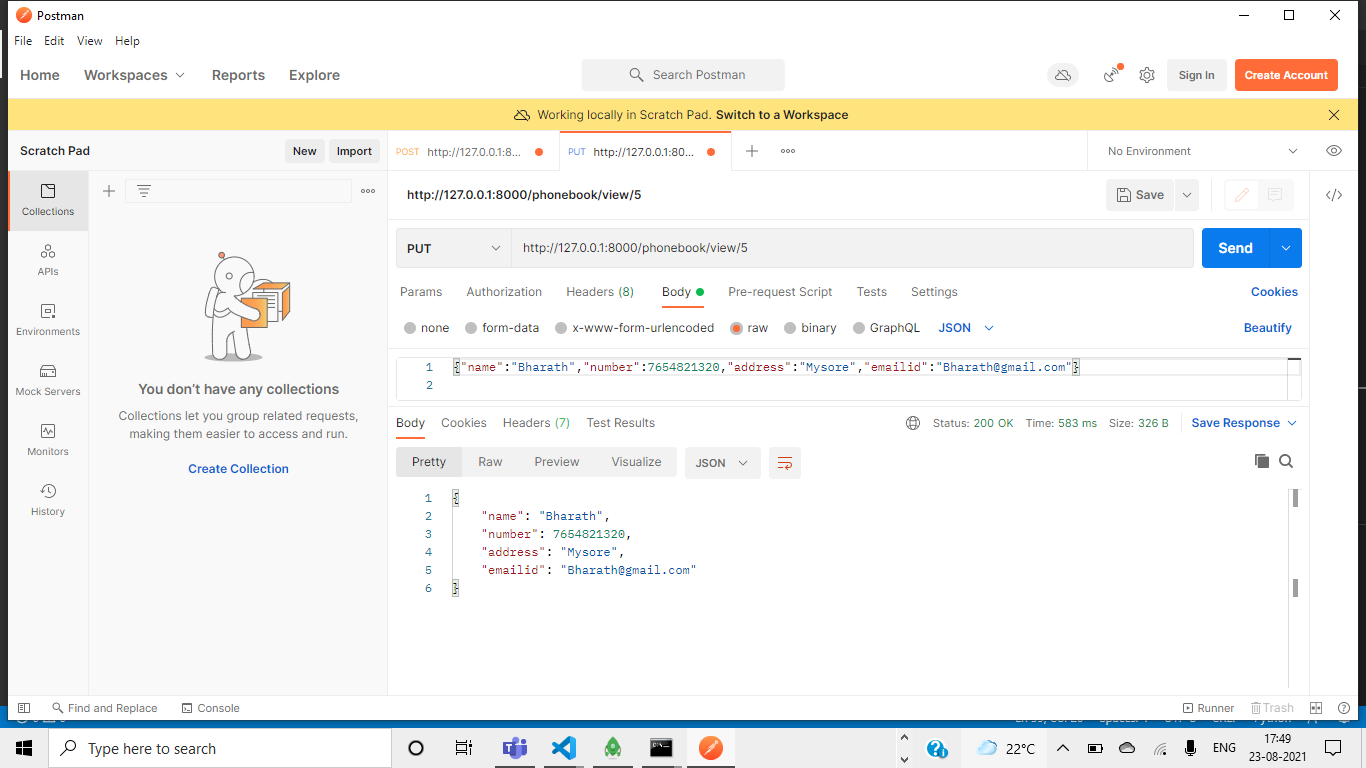 Postman
File Edit View Help
Home Workspaces Reports Explore Search Postman Sign In Create Account
Working locally in Scratch Pad. Switch to a Workspace
Scratch Pad New Import POST http://127.0.0.1:8... PUT http://127.0.0.1:80... No Environment
Collections
APIs
Environments
Mock Servers
Monitors
History
You don't have any collections
Collections let you group related requests,
making them easier to access and run.
Create Collection
http://127.0.0.1:8000/phonebook/view/5 Save
PUT http://127.0.0.1:8000/phonebook/view/5 Send
Params Authorization Headers (8) Body Pre-request Script Tests Settings Cookies
none form-data x-www-form-urlencoded raw binary GraphQL JSON Beautify
1 {"name":"Bharath","number":7654821320,"address":"Mysore","emailid":"Bharath@gmail.com"}
2
Body Cookies Headers (7) Test Results Status: 200 OK Time: 583 ms Size: 326 B Save Response
Pretty Raw Preview Visualize JSON
1 {
2 "name": "Bharath",
3 "number": 7654821320,
4 "address": "Mysore",
5 "emailid": "Bharath@gmail.com"
6 }
Find and Replace Console Runner Trash
Type here to search 22°C ENG 17:49
23-08-2021